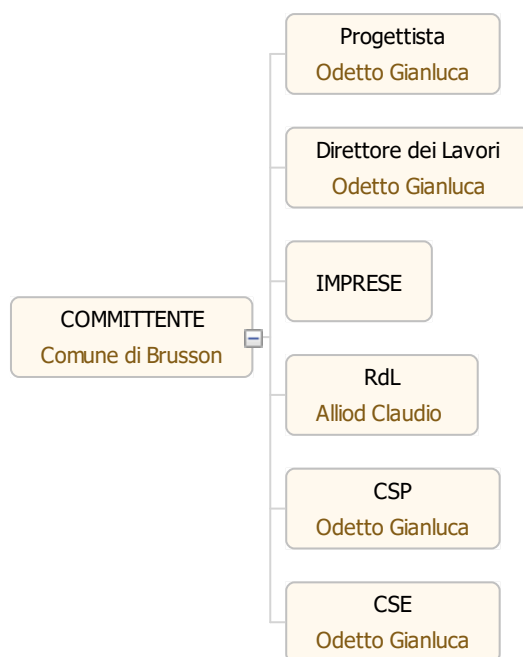 Progettista
Odetto Gianluca
Direttore dei Lavori
Odetto Gianluca
IMPRESE
COMMITTENTE
Comune di Brusson
RdL
Alliod Claudio
CSP
Odetto Gianluca
CSE
Odetto Gianluca